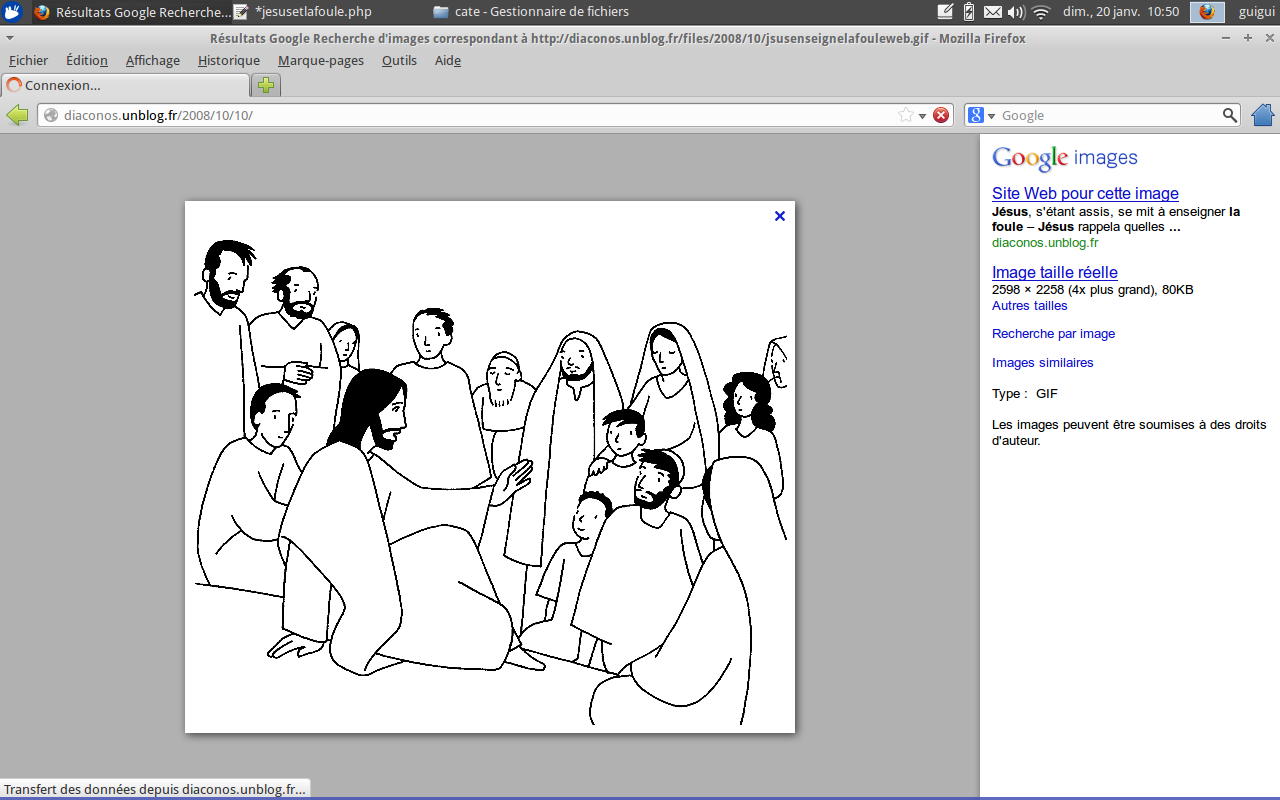 Résultats Google Recherche... *jesusetlafoule.php cate - Gestionnaire de fichiers dim., 20 janv. 10:50 guigui
Résultats Google Recherche d'images correspondant à http://diaconos.unblog.fr/files/2008/10/jsusenseignelafouleweb.gif - Mozilla Firefox
Fichier Édition Affichage Historique Marque-pages Outils Aide
Connexion...
diaconos.unblog.fr/2008/10/10/ Google
Google images
Site Web pour cette image
Jésus, s'étant assis, se mit à enseigner la
foule – Jésus rappela quelles ...
diaconos.unblog.fr
Image taille réelle
2598 × 2258 (4x plus grand), 80KB
Autres tailles
Recherche par image
Images similaires
Type : GIF
Les images peuvent être soumises à des droits
d'auteur.
Transfert des données depuis diaconos.unblog.fr...